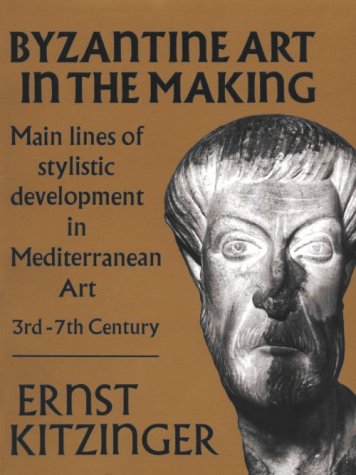 BYZANTINE ART
IN THE MAKING
Main lines of
stylistic
development
in
Mediterranean
Art
3rd-7th Century
ERNST
KITZINGER